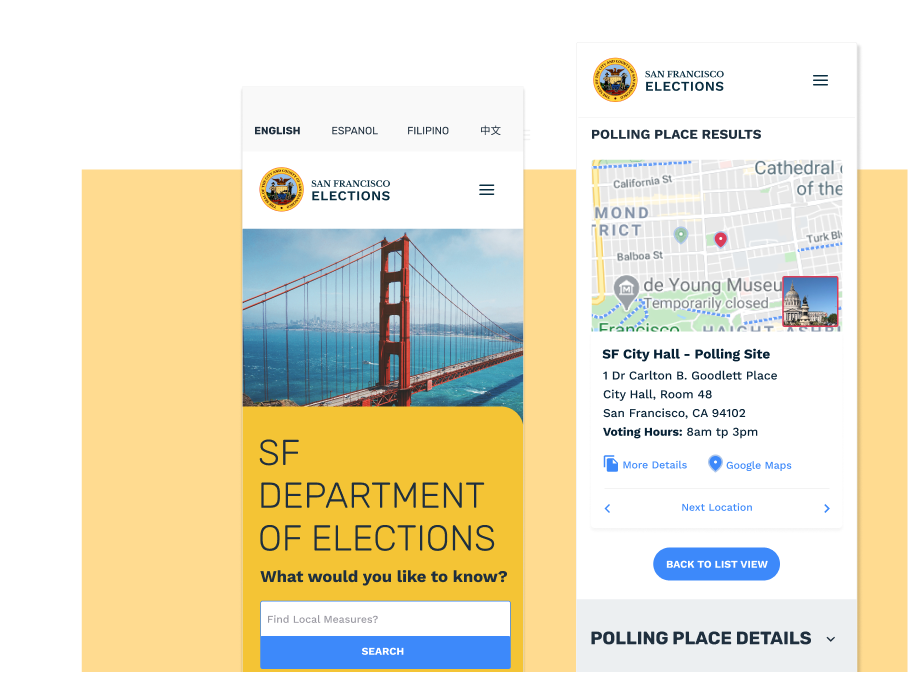 ENGLISH ESPANOL FILIPINO 中文
SAN FRANCISCO
ELECTIONS
SF
DEPARTMENT
OF ELECTIONS
What would you like to know?
Find Local Measures?
SEARCH
SAN FRANCISCO
ELECTIONS
POLLING PLACE RESULTS
Cathedral
of the
California St
MOND
TRICT
Turk Bl
Balboa St
de Young Museu
Temporarily closed
Francisco
HAIGHT-ASHB
SF City Hall - Polling Site
1 Dr Carlton B. Goodlett Place
City Hall, Room 48
San Francisco, CA 94102
Voting Hours: 8am tp 3pm
More Details Google Maps
Next Location
BACK TO LIST VIEW
POLLING PLACE DETAILS